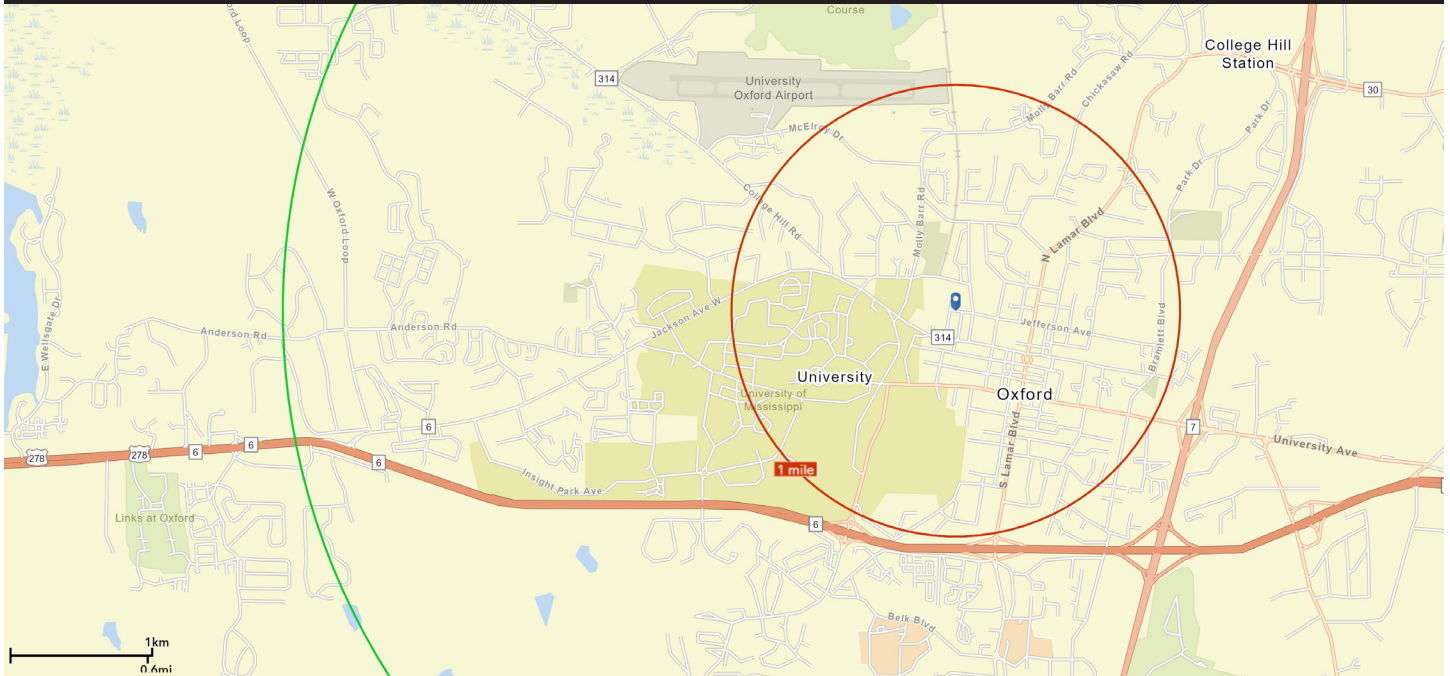 Course
College Hill
Station
314
University
Oxford Airport
30
Molly Barr Rd
Chickasaw Rd
McElroy Dr
Park Dr
Park Dr
W Oxford Loop
College Hill Rd
Molly Barr Rd
N Lamar Blvd
E Wellsgate Dr
Anderson Rd
Anderson Rd
Jackson Ave W
Jefferson Ave
314
Bramlett Blvd
University
University of
Mississippi
Oxford
6
7
278
6
278
6
6
University Ave
1 mile
S Lamar Blvd
Insight Park Ave
Links at Oxford
6
Belk Blvd
1km
0.6mi